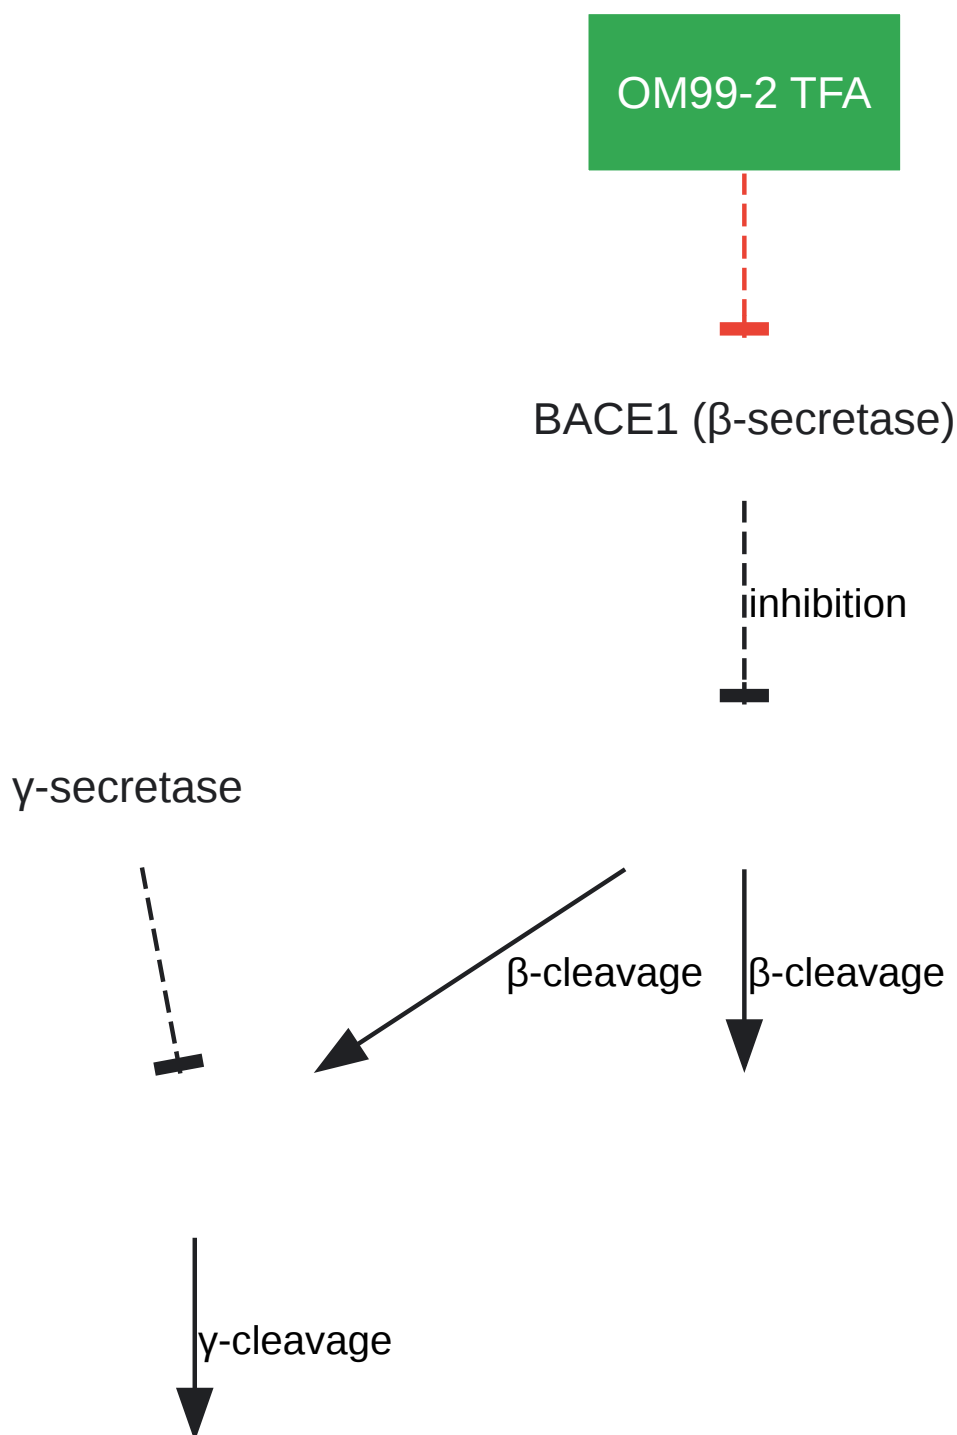 OM99-2 TFA
BACE1 (β-secretase)
inhibition
γ-secretase
β-cleavage
β-cleavage
γ-cleavage